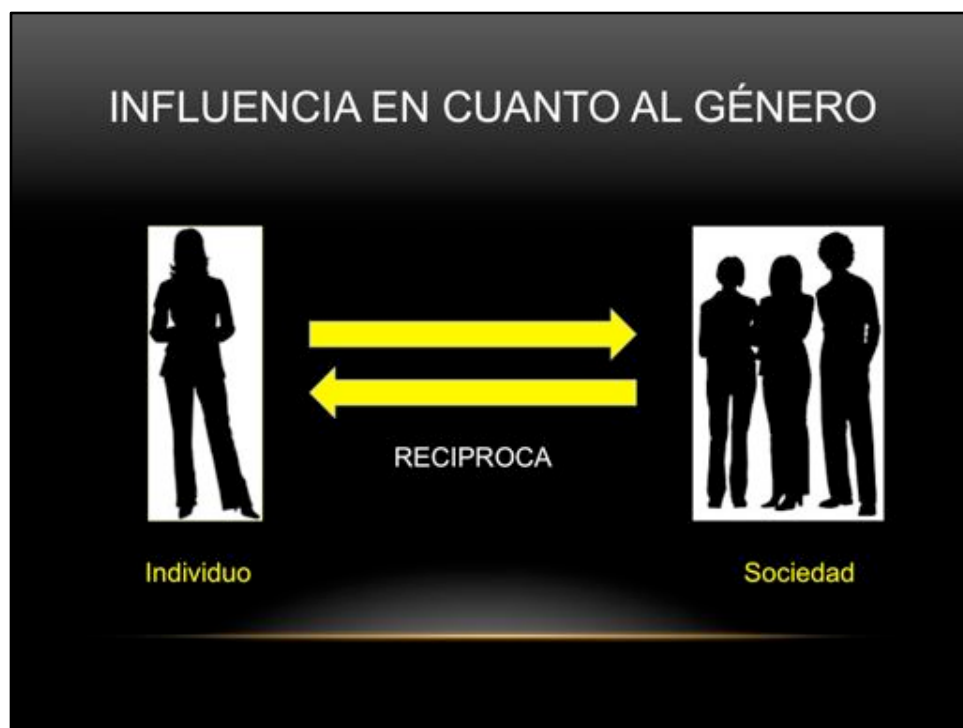 INFLUENCIA EN CUANTO AL GÉNERO
RECIPROCA
Individuo
Sociedad